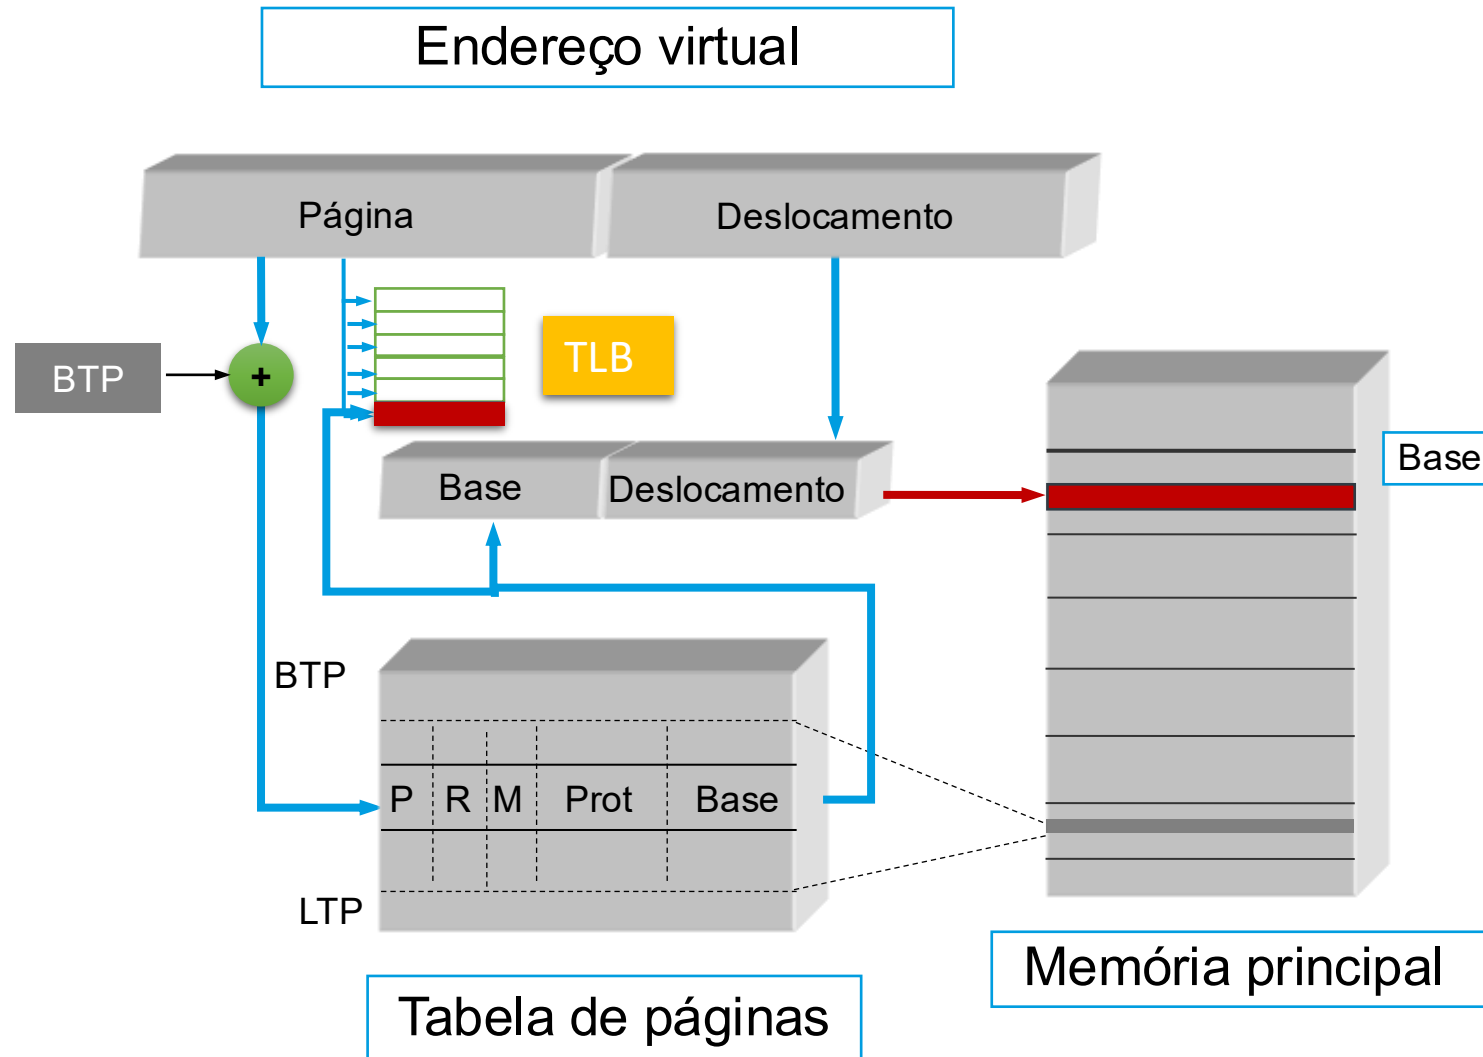 Endereço virtual
Página
Deslocamento
BTP
+
TLB
Base
Base
Deslocamento
BTP
P
R
M
Prot
Base
LTP
Memória principal
Tabela de páginas